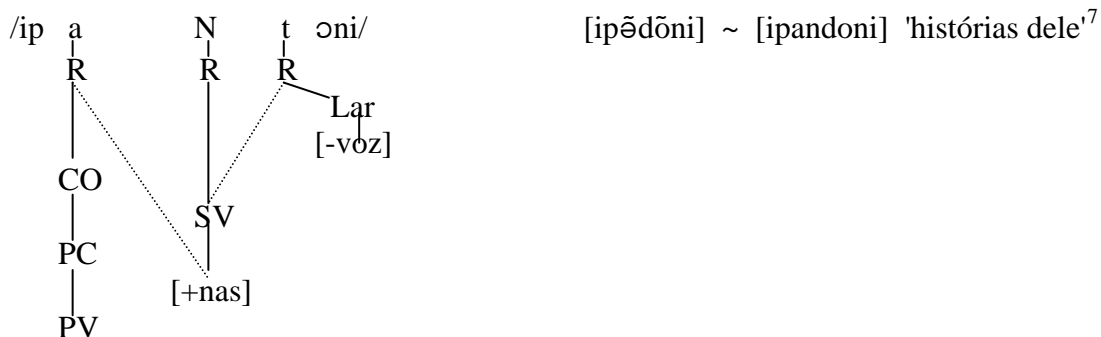 /ip a N t ɔni/ [ipə̃dõni] ~ [ipandoni] 'histórias dele'⁷
R R R
Lar
[-voz]
CO
SV
PC
[+nas]
PV